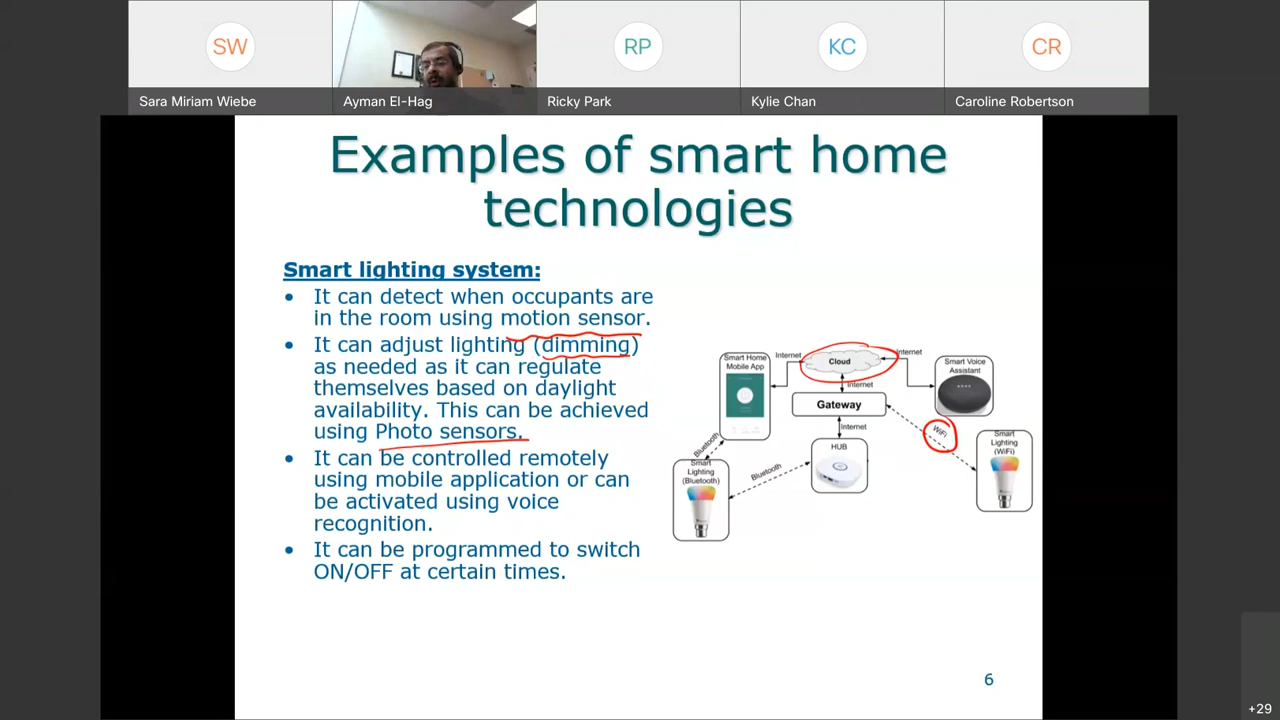 SW
RP
KC
CR
Sara Miriam Wiebe
Ayman El-Hag
Ricky Park
Kylie Chan
Caroline Robertson
Examples of smart home
technologies
Smart lighting system:
• It can detect when occupants are
in the room using motion sensor.
• It can adjust lighting (dimming)
as needed as it can regulate
themselves based on daylight
availability. This can be achieved
using Photo sensors.
• It can be controlled remotely
using mobile application or can
be activated using voice
recognition.
• It can be programmed to switch
ON/OFF at certain times.
Smart Home
Mobile App
Internet
Cloud
Internet
Smart Voice
Assistant
Internet
Gateway
Internet
WiFi
Bluetooth
HUB
Smart
Lighting
(WiFi)
Smart
Lighting
(Bluetooth)
Bluetooth
6
+29